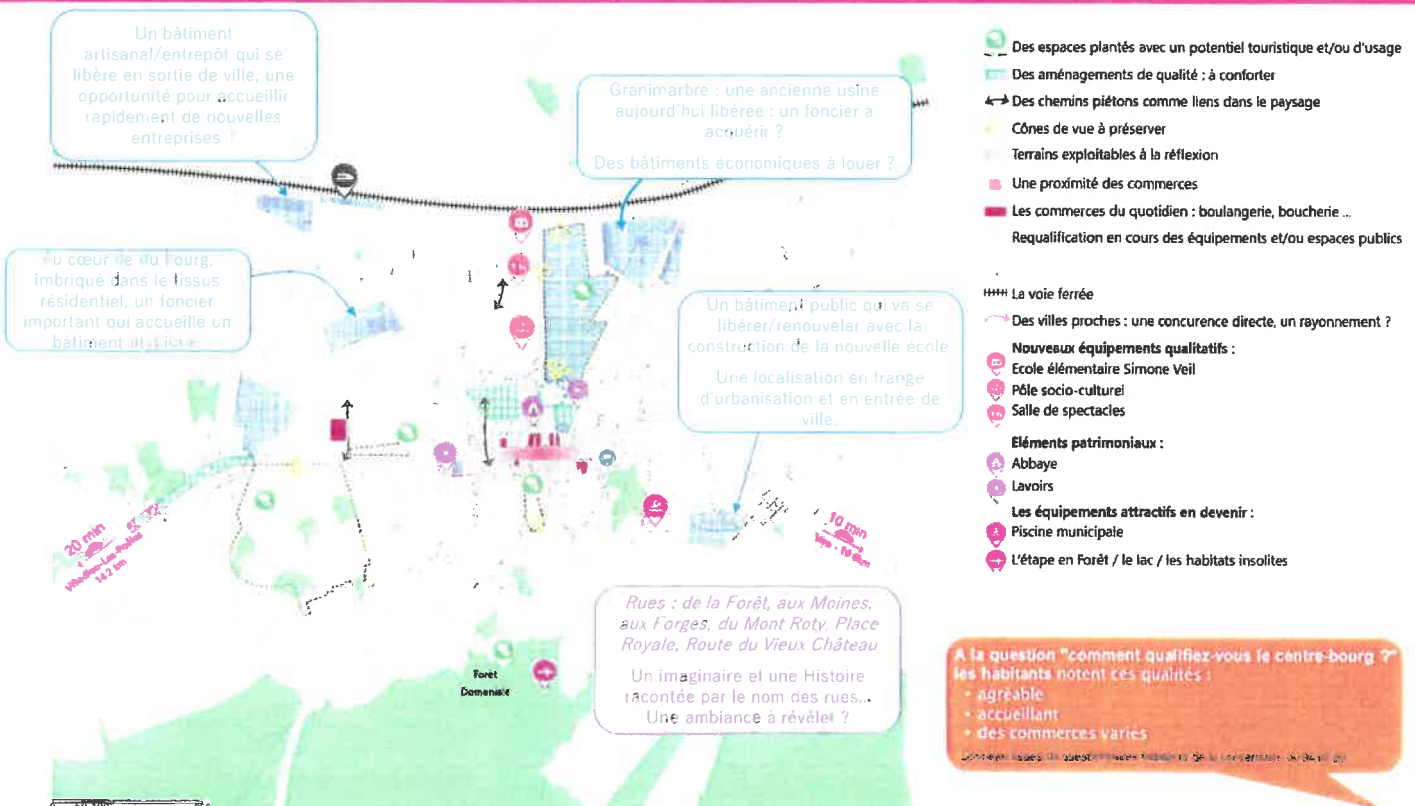 Un bâtiment
artisanal/entrepôt qui se
libère en sortie de ville, une
opportunité pour accueillir
rapidement de nouvelles
entreprises ?
Granimarbre : une ancienne usine
aujourd'hui libérée : un foncier à
acquérir ?
Des bâtiments économiques à louer ?
cœur de du bourg,
imbriqué dans le tissus
résidentiel, un foncier
important qui accueille un
bâtiment
Un bâtiment public qui va se
libérer/renouveler avec la
construction de la nouvelle école
Une localisation en frange
d'urbanisation et en entrée de
ville.
20 min
14,2 km
10 min
Rues : de la Forêt, aux Moines,
aux Forges, du Mont Roty, Place
Royale, Route du Vieux Château
Un imaginaire et une Histoire
racontée par le nom des rues...
Une ambiance à révéler ?
Forêt
Domaniale
Des espaces plantés avec un potentiel touristique et/ou d'usage
Des aménagements de qualité : à conforter
Des chemins piétons comme liens dans le paysage
Cônes de vue à préserver
Terrains exploitables à la réflexion
Une proximité des commerces
Les commerces du quotidien : boulangerie, boucherie ...
Requalification en cours des équipements et/ou espaces publics
La voie ferrée
Des villes proches : une concurence directe, un rayonnement ?
Nouveaux équipements qualitatifs :
Ecole élémentaire Simone Veil
Pôle socio-culturel
Salle de spectacles
Eléments patrimoniaux :
Abbaye
Lavoirs
Les équipements attractifs en devenir :
Piscine municipale
L'étape en Forêt / le lac / les habitats insolites
A la question "comment qualifiez-vous le centre-bourg ?"
les habitants notent ces qualités :
• agréable
• accueillant
• des commerces variés